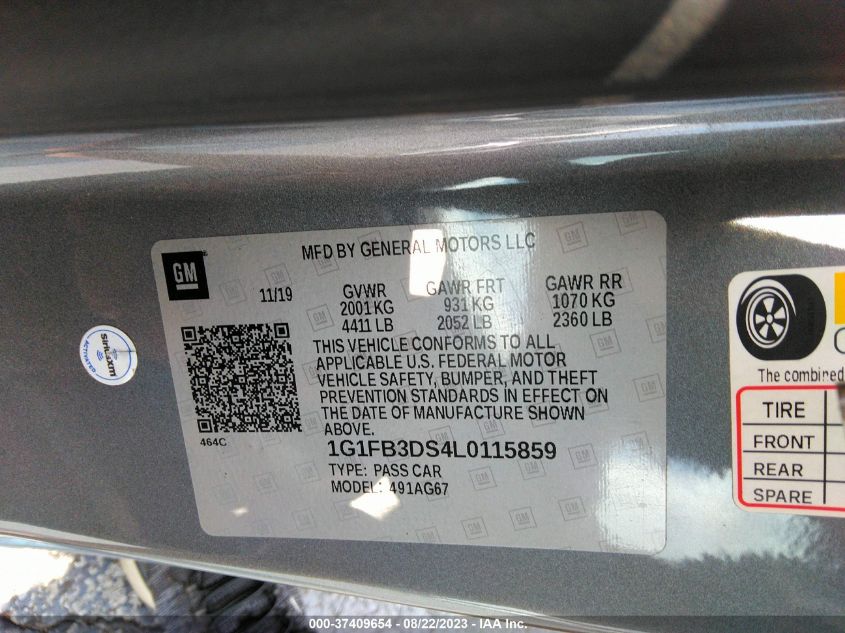 MFD BY GENERAL MOTORS LLC
GM
11/19
GVWR GAWR FRT GAWR RR
2001 KG 931 KG 1070 KG
4411 LB 2052 LB 2360 LB
THIS VEHICLE CONFORMS TO ALL
APPLICABLE U.S. FEDERAL MOTOR
VEHICLE SAFETY, BUMPER, AND THEFT
PREVENTION STANDARDS IN EFFECT ON
THE DATE OF MANUFACTURE SHOWN
ABOVE.
464C
1G1FB3DS4L0115859
TYPE: PASS CAR
MODEL: 491AG67
SiriusXM
ACTIVATED
The combined
TIRE
FRONT
REAR
SPARE
000-37409654 - 08/22/2023 - IAA Inc.